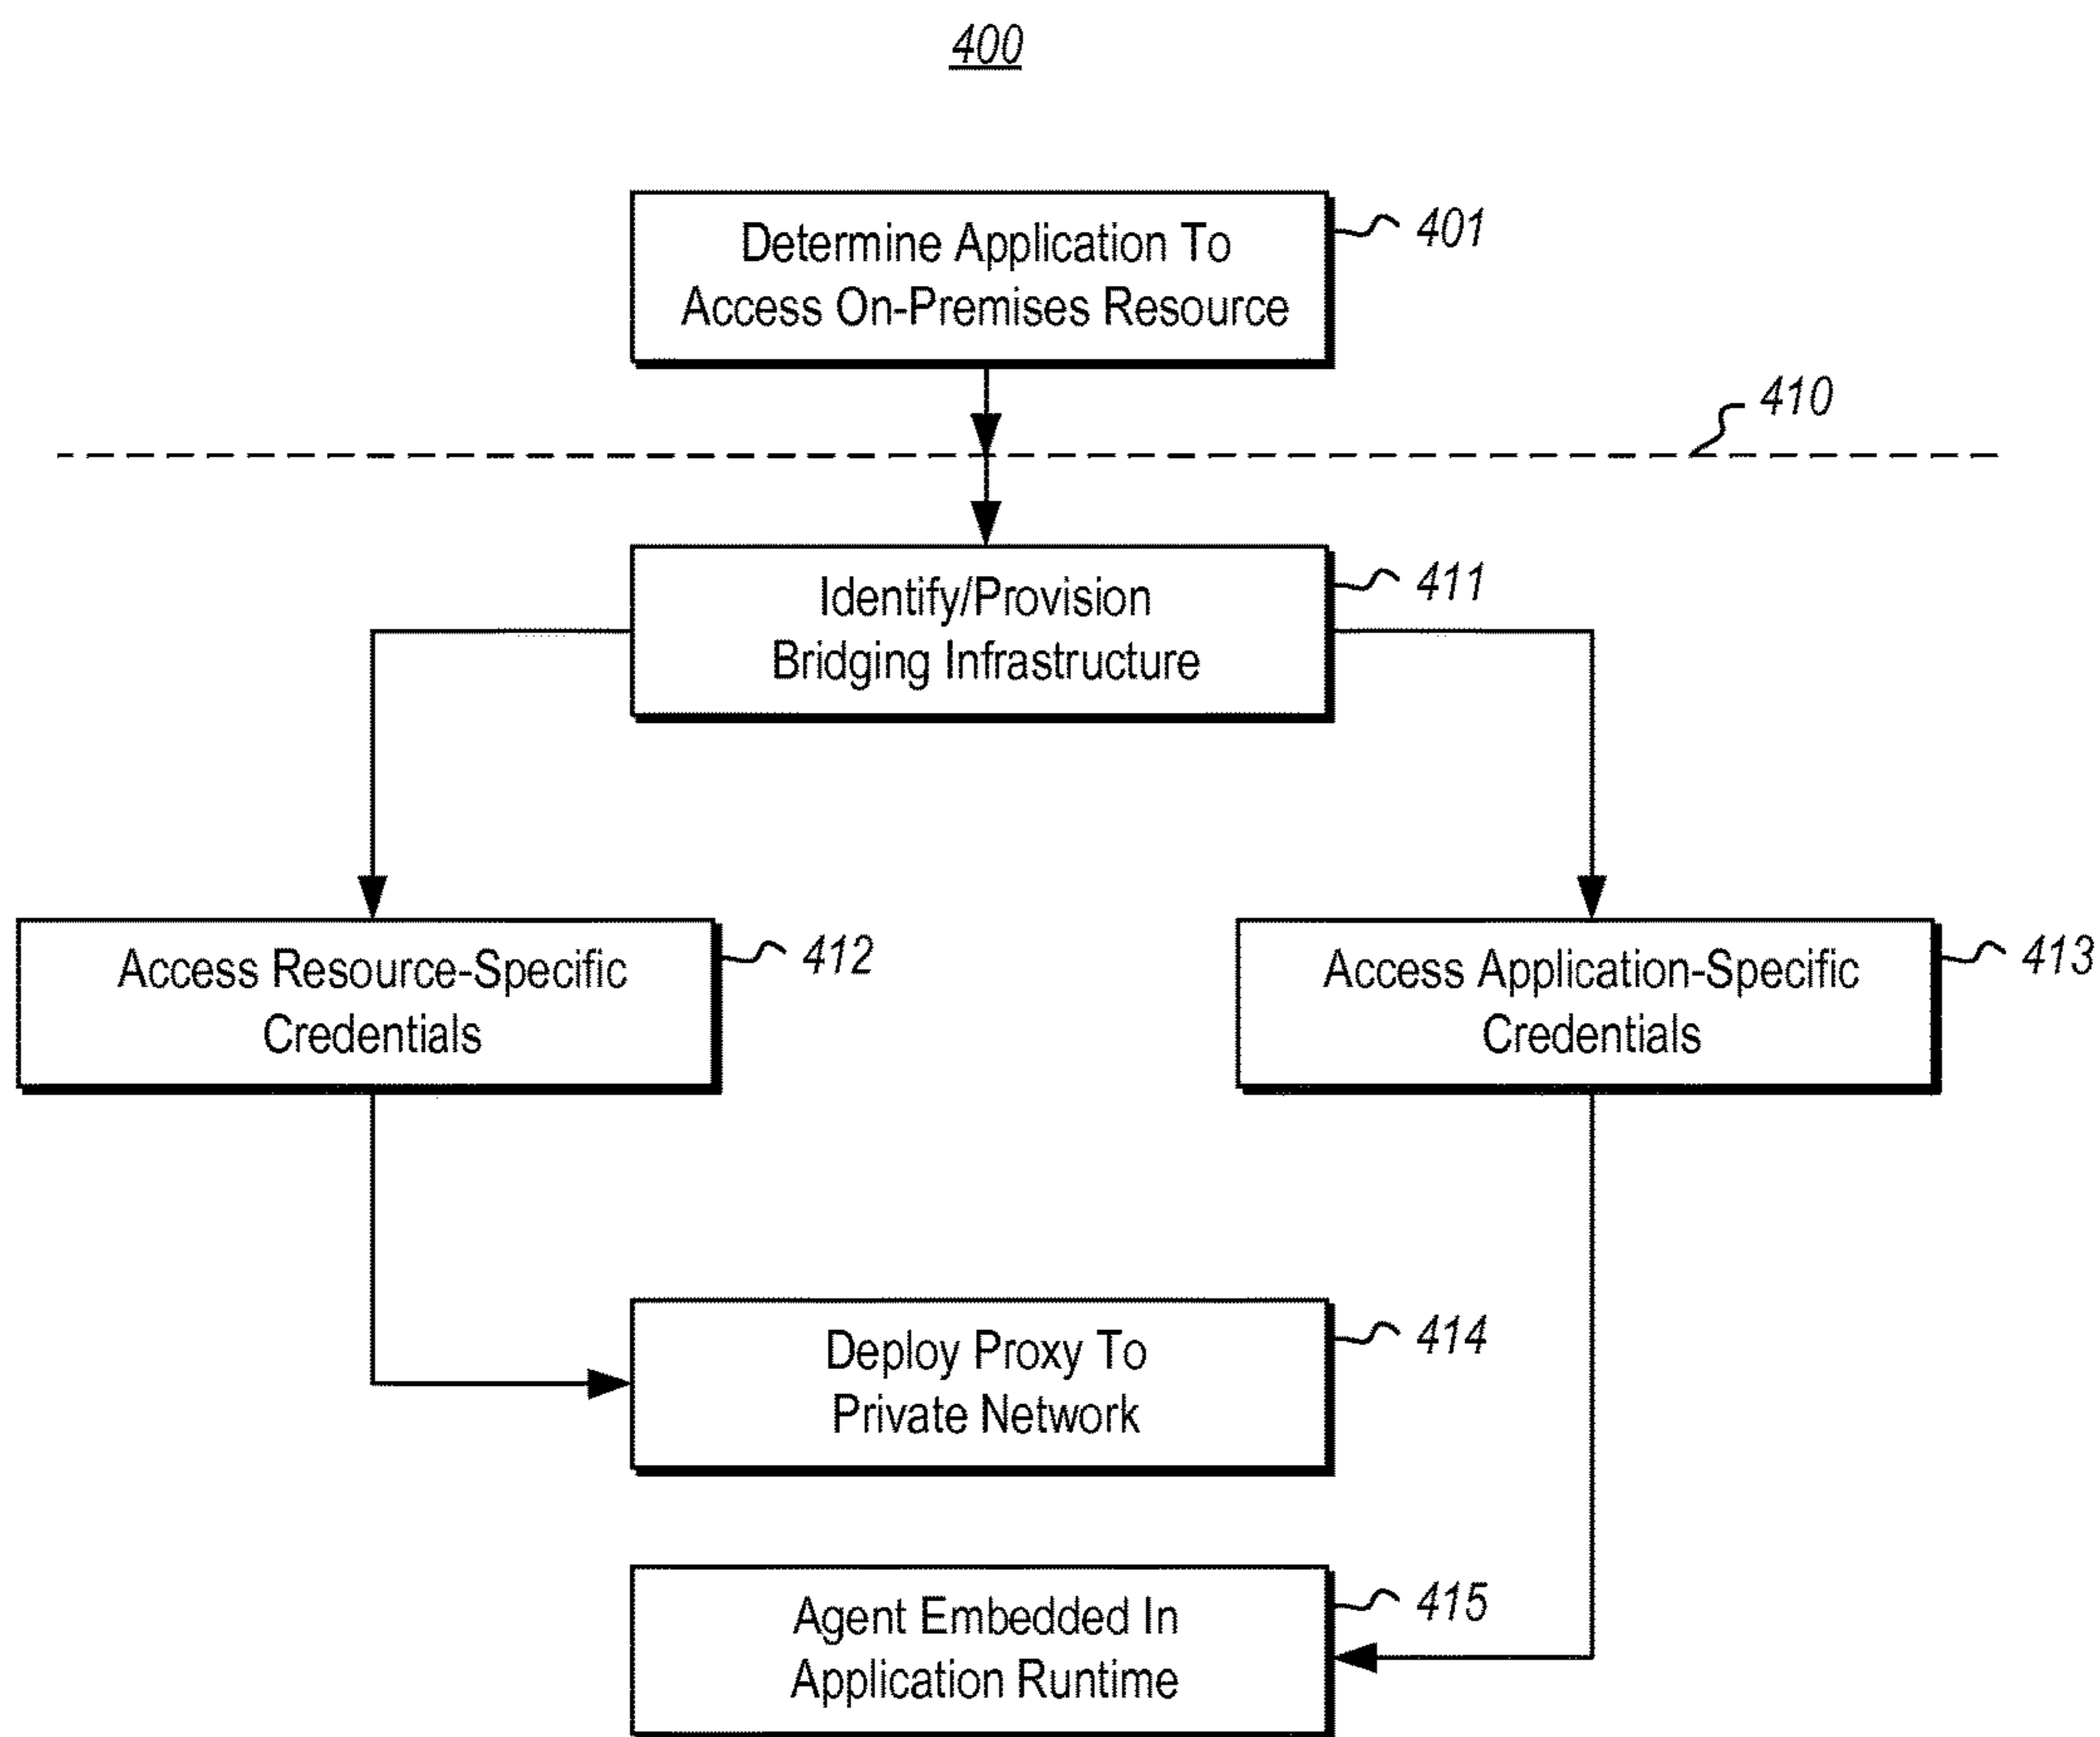 400
Determine Application To
Access On-Premises Resource
401
410
Identify/Provision
Bridging Infrastructure
411
Access Resource-Specific
Credentials
412
Access Application-Specific
Credentials
413
Deploy Proxy To
Private Network
414
Agent Embedded In
Application Runtime
415